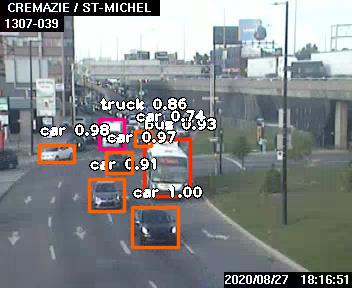 CREMAZIE / ST-MICHEL
1307-039
truck 0.86
car 0.74
bus 0.93
car 0.98
car 0.97
car 0.91
car 1.00
2020/08/27 18:16:51